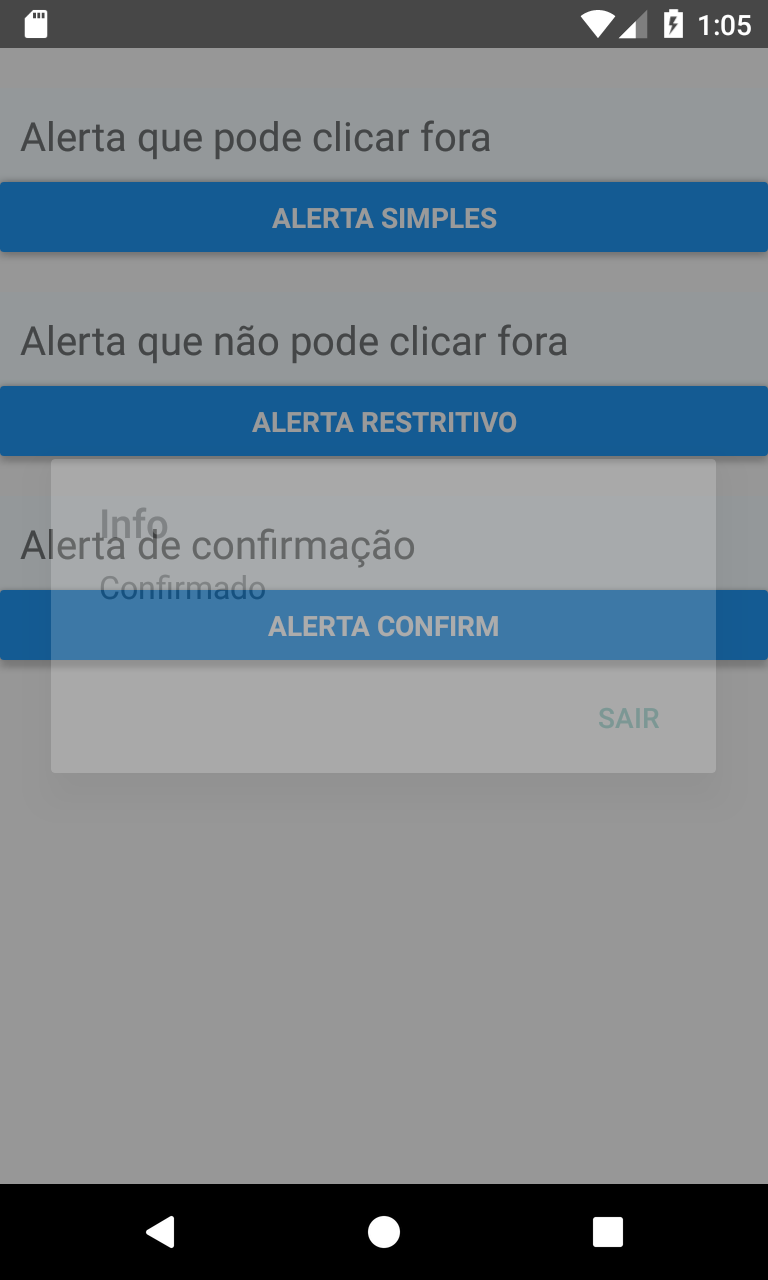 1:05
Alerta que pode clicar fora
ALERTA SIMPLES
Alerta que não pode clicar fora
ALERTA RESTRITIVO
Info
Alerta de confirmação
Confirmado
ALERTA CONFIRM
SAIR